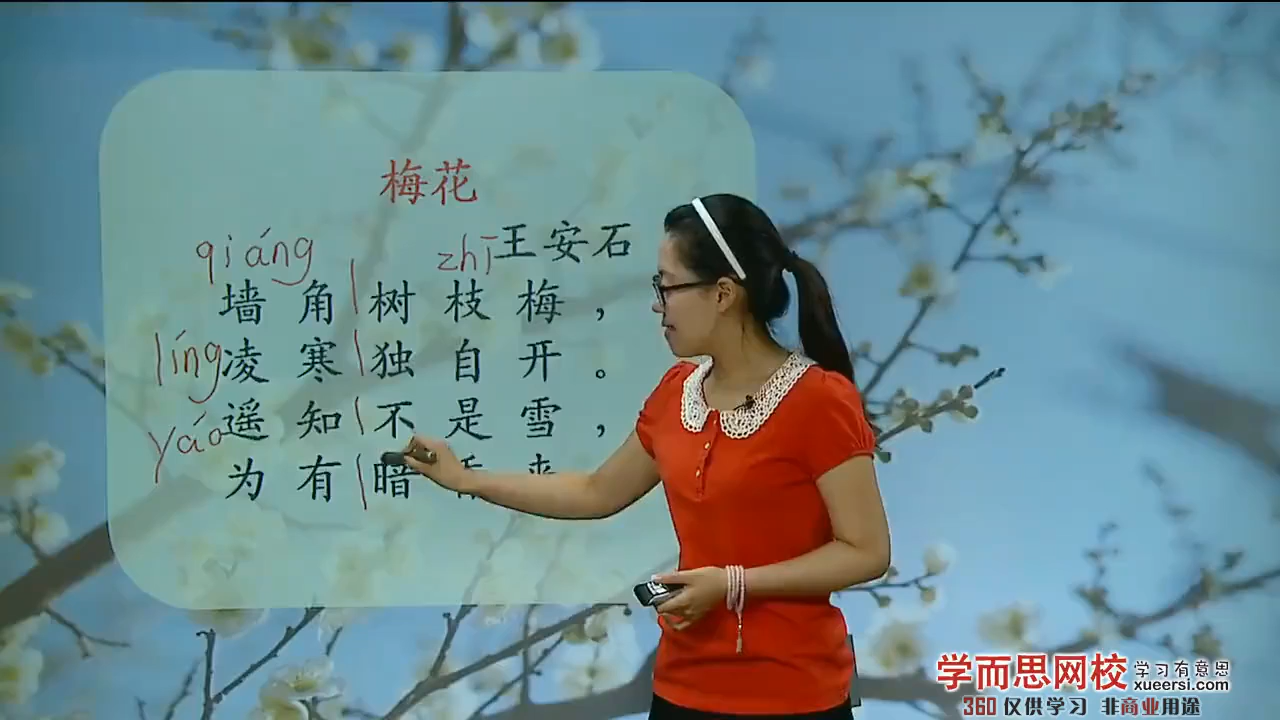 梅花
王安石
qiáng zhī
墙角树枝梅，
líng
凌寒独自开。
yáo
遥知不是雪，
为有暗
学而思网校 学习有意思
xueersi.com
360 仅供学习 非商业用途